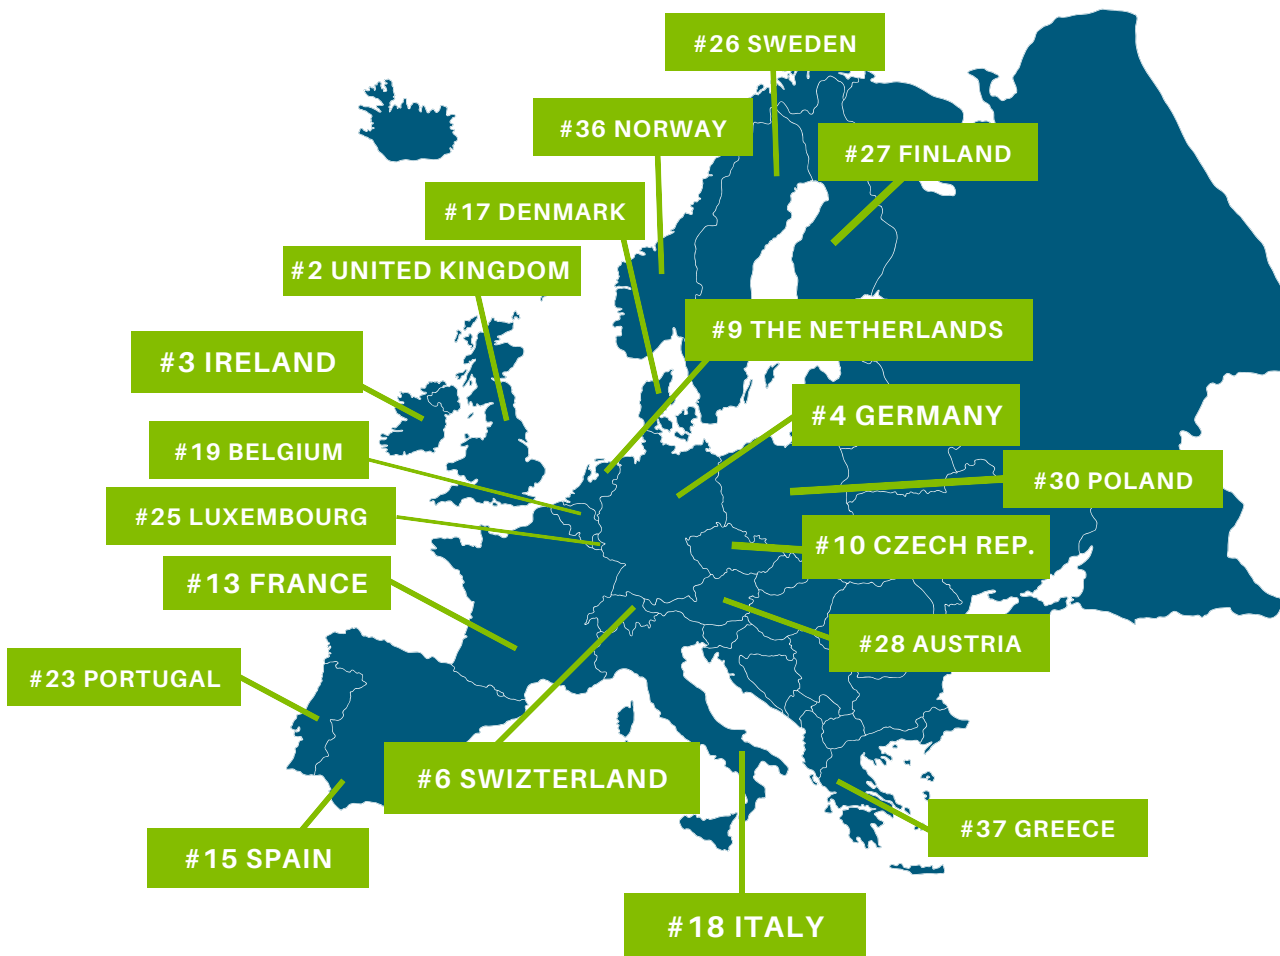 #26 SWEDEN
#36 NORWAY
#27 FINLAND
#17 DENMARK
#2 UNITED KINGDOM
#9 THE NETHERLANDS
#3 IRELAND
#4 GERMANY
#19 BELGIUM
#30 POLAND
#25 LUXEMBOURG
#10 CZECH REP.
#13 FRANCE
#28 AUSTRIA
#23 PORTUGAL
#6 SWIZTERLAND
#37 GREECE
#15 SPAIN
#18 ITALY